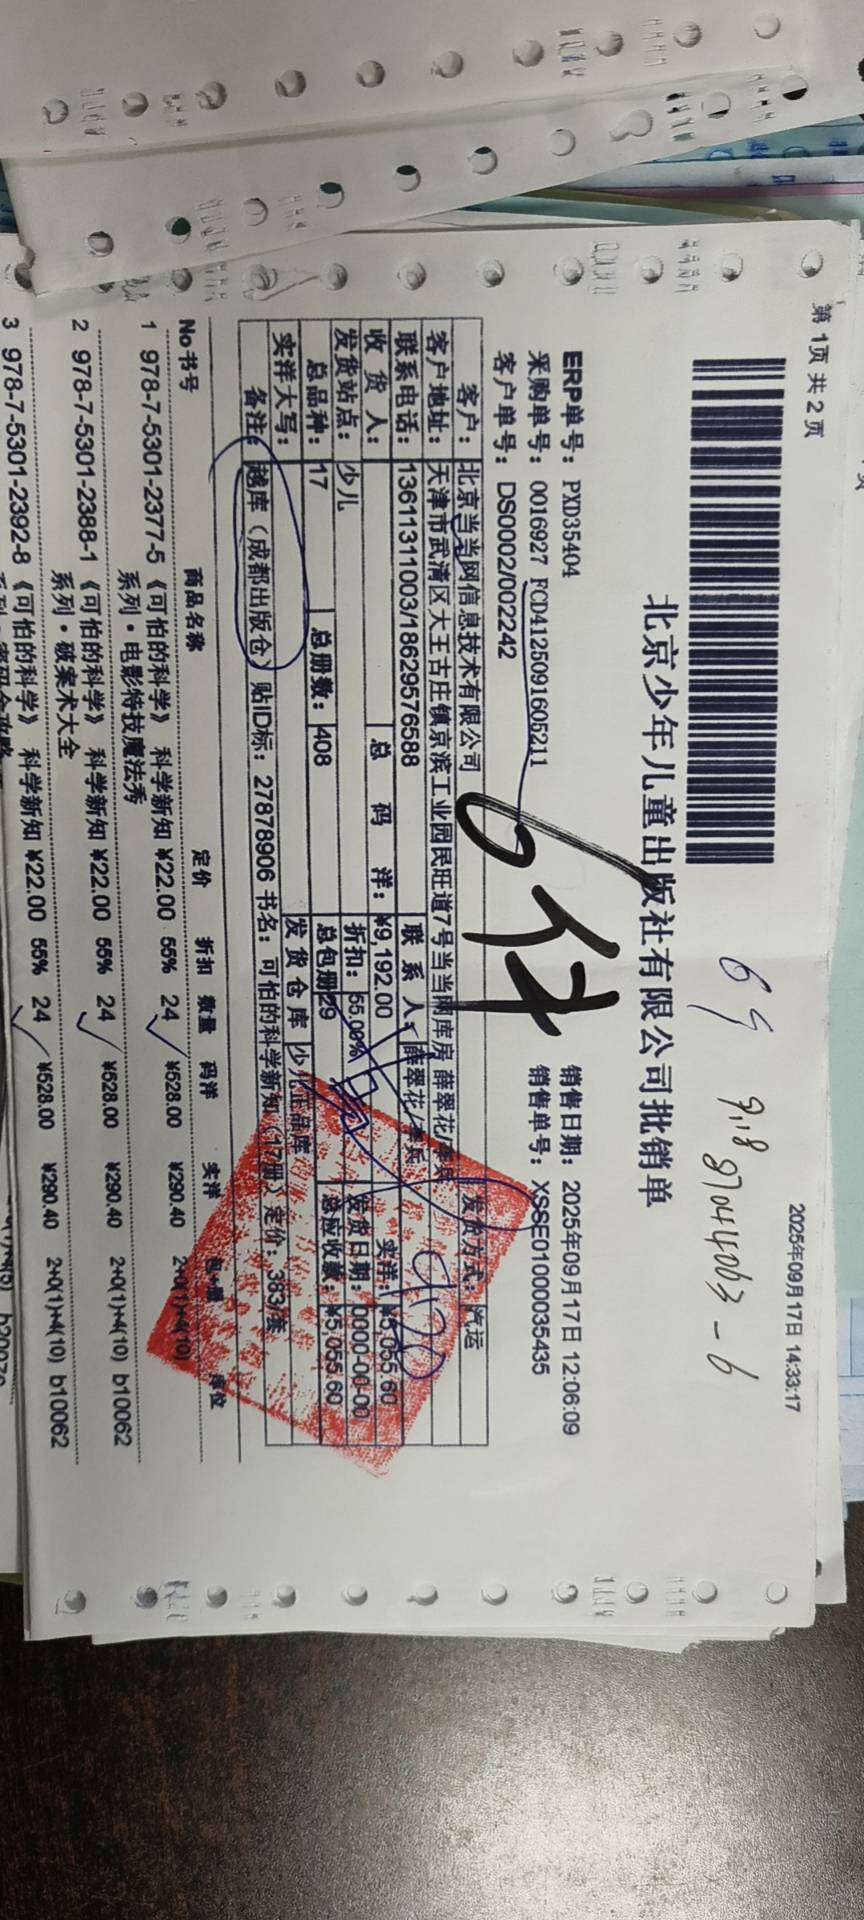 第 1页 共 2 页
2025年09月17日 14:33:17
69
9.18 87044063-6
北京少年儿童出版社有限公司批销单
6件
ERP单号: PXD35404
销售日期: 2025年09月17日 12:06:09
采购单号: 0016927 FCD4125091605211
销售单号: XSSE01000035435
客户单号: DS0002/002242
客户: 北京当当网信息技术有限公司 发货方式: 汽运
客户地址: 天津市武清区大王古庄镇京滨工业园民旺道7号当当网库房 薛翠花/李兵
联系电话: 13611311003/18629576588 联 系 人: 薛翠花/李兵
收 货 人: 总 码 洋: ¥9,192.00 实洋: ¥5,055.60
发货站点: 少儿 折扣: 55.00% 发货日期: 0000-00-00
总品种: 17 总册数: 408 总包册 29 总应收款: ¥5,055.60
实洋大写: 发 货 仓 库 少儿正品库
备注: 越库（成都出版仓）贴ID标: 27878906 书名: 可怕的科学新知（17册）定价: 383/套
No 书号 商品名称 定价 折扣 数量 码洋 实洋 包+册 库位
1 978-7-5301-2377-5 《可怕的科学》科学新知 ¥22.00 55% 24 ¥528.00 ¥290.40 2+0(1)+4(10)
系列·电影特技魔法秀
2 978-7-5301-2388-1 《可怕的科学》科学新知 ¥22.00 55% 24 ¥528.00 ¥290.40 2+0(1)+4(10) b10062
系列·破案术大全
3 978-7-5301-2392-8 《可怕的科学》科学新知 ¥22.00 55% 24 ¥528.00 ¥290.40 2+0(1)+4(10) b10062